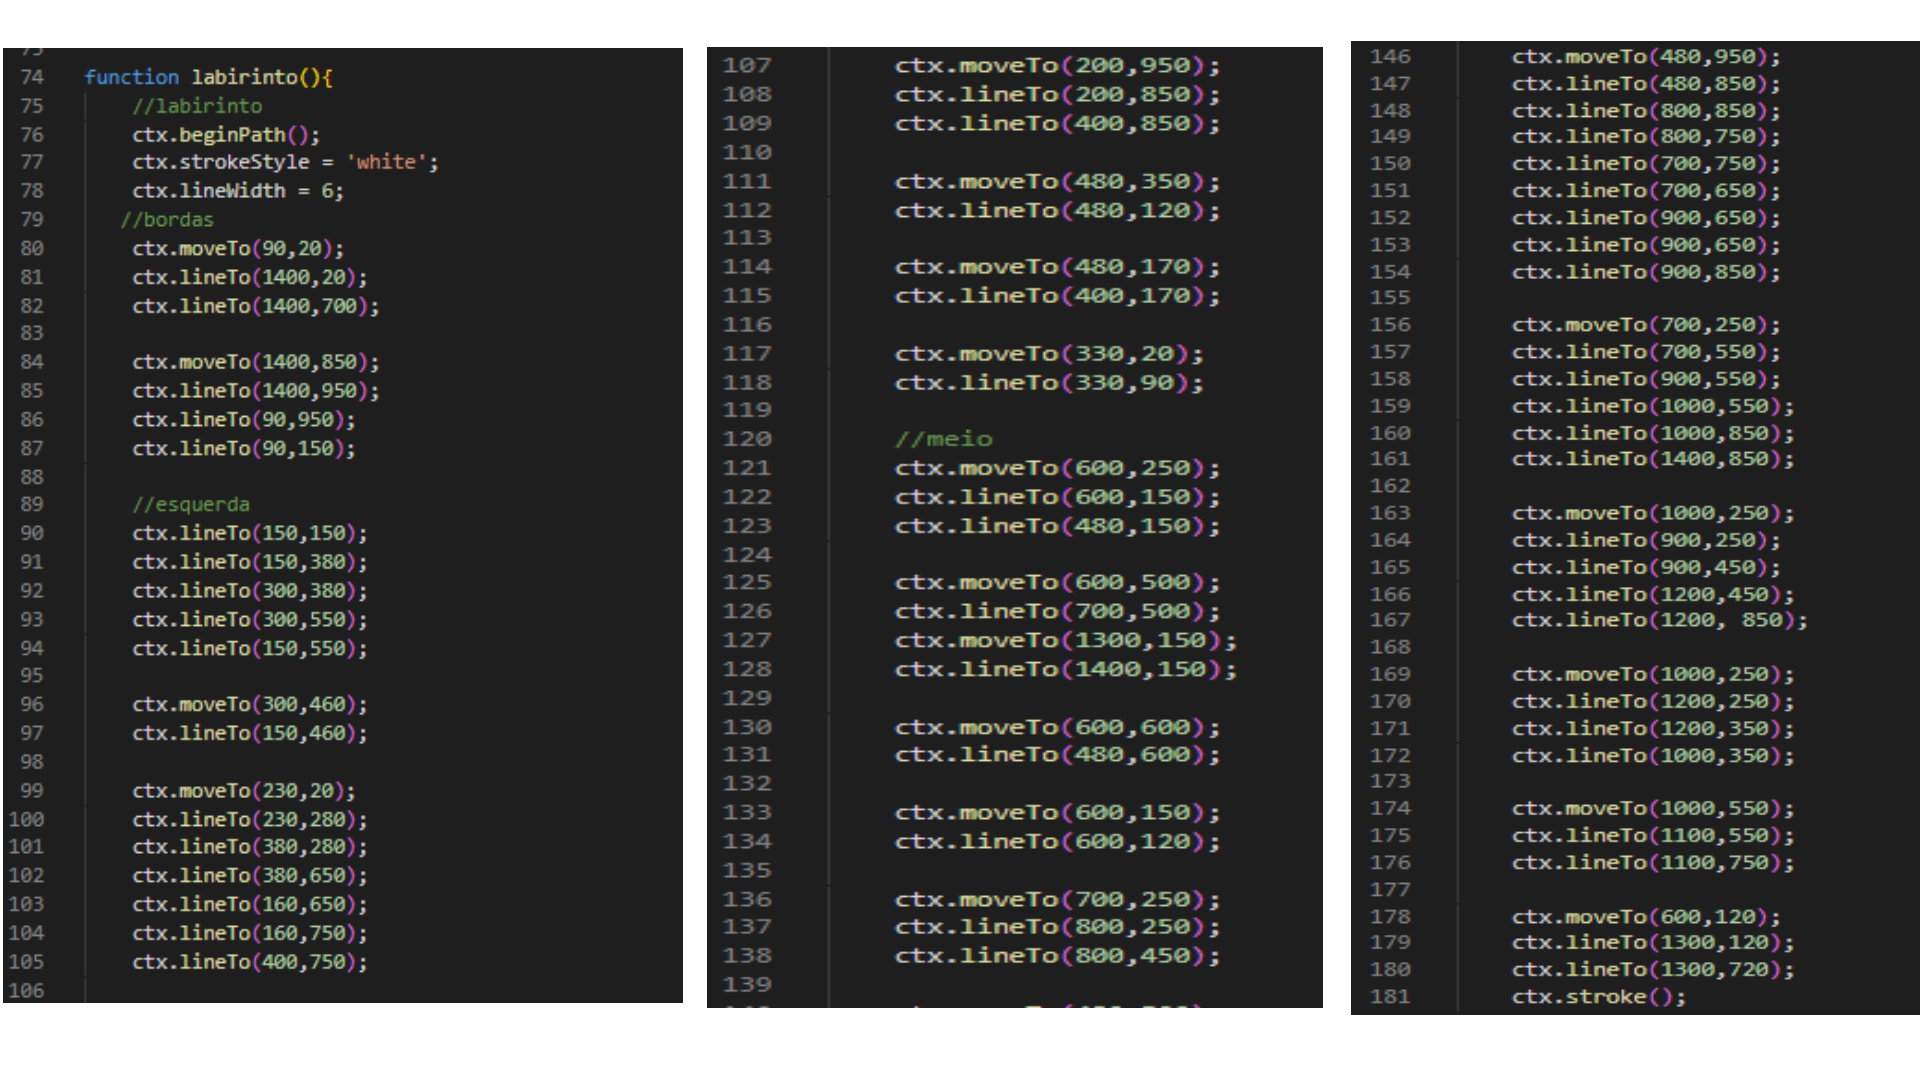 74 function labirinto(){
75 //labirinto
76 ctx.beginPath();
77 ctx.strokeStyle = 'white';
78 ctx.lineWidth = 6;
79 //bordas
80 ctx.moveTo(90,20);
81 ctx.lineTo(1400,20);
82 ctx.lineTo(1400,700);
83
84 ctx.moveTo(1400,850);
85 ctx.lineTo(1400,950);
86 ctx.lineTo(90,950);
87 ctx.lineTo(90,150);
88
89 //esquerda
90 ctx.lineTo(150,150);
91 ctx.lineTo(150,380);
92 ctx.lineTo(300,380);
93 ctx.lineTo(300,550);
94 ctx.lineTo(150,550);
95
96 ctx.moveTo(300,460);
97 ctx.lineTo(150,460);
98
99 ctx.moveTo(230,20);
100 ctx.lineTo(230,280);
101 ctx.lineTo(380,280);
102 ctx.lineTo(380,650);
103 ctx.lineTo(160,650);
104 ctx.lineTo(160,750);
105 ctx.lineTo(400,750);
106
107 ctx.moveTo(200,950);
108 ctx.lineTo(200,850);
109 ctx.lineTo(400,850);
110
111 ctx.moveTo(480,350);
112 ctx.lineTo(480,120);
113
114 ctx.moveTo(480,170);
115 ctx.lineTo(400,170);
116
117 ctx.moveTo(330,20);
118 ctx.lineTo(330,90);
119
120 //meio
121 ctx.moveTo(600,250);
122 ctx.lineTo(600,150);
123 ctx.lineTo(480,150);
124
125 ctx.moveTo(600,500);
126 ctx.lineTo(700,500);
127 ctx.moveTo(1300,150);
128 ctx.lineTo(1400,150);
129
130 ctx.moveTo(600,600);
131 ctx.lineTo(480,600);
132
133 ctx.moveTo(600,150);
134 ctx.lineTo(600,120);
135
136 ctx.moveTo(700,250);
137 ctx.lineTo(800,250);
138 ctx.lineTo(800,450);
139
146 ctx.moveTo(480,950);
147 ctx.lineTo(480,850);
148 ctx.lineTo(800,850);
149 ctx.lineTo(800,750);
150 ctx.lineTo(700,750);
151 ctx.lineTo(700,650);
152 ctx.lineTo(900,650);
153 ctx.lineTo(900,650);
154 ctx.lineTo(900,850);
155
156 ctx.moveTo(700,250);
157 ctx.lineTo(700,550);
158 ctx.lineTo(900,550);
159 ctx.lineTo(1000,550);
160 ctx.lineTo(1000,850);
161 ctx.lineTo(1400,850);
162
163 ctx.moveTo(1000,250);
164 ctx.lineTo(900,250);
165 ctx.lineTo(900,450);
166 ctx.lineTo(1200,450);
167 ctx.lineTo(1200, 850);
168
169 ctx.moveTo(1000,250);
170 ctx.lineTo(1200,250);
171 ctx.lineTo(1200,350);
172 ctx.lineTo(1000,350);
173
174 ctx.moveTo(1000,550);
175 ctx.lineTo(1100,550);
176 ctx.lineTo(1100,750);
177
178 ctx.moveTo(600,120);
179 ctx.lineTo(1300,120);
180 ctx.lineTo(1300,720);
181 ctx.stroke();